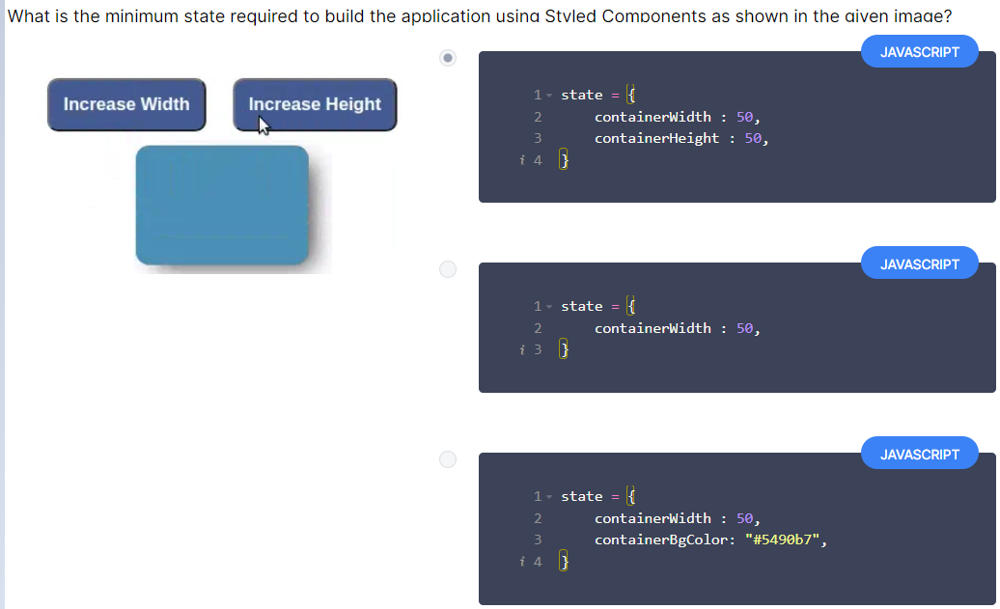 What is the minimum state required to build the application using Styled Components as shown in the given image?
Increase Width
Increase Height
JAVASCRIPT
1 state = {
2 containerWidth : 50,
3 containerHeight : 50,
i 4 }
JAVASCRIPT
1 state = {
2 containerWidth : 50,
i 3 }
JAVASCRIPT
1 state = {
2 containerWidth : 50,
3 containerBgColor: "#5490b7",
i 4 }